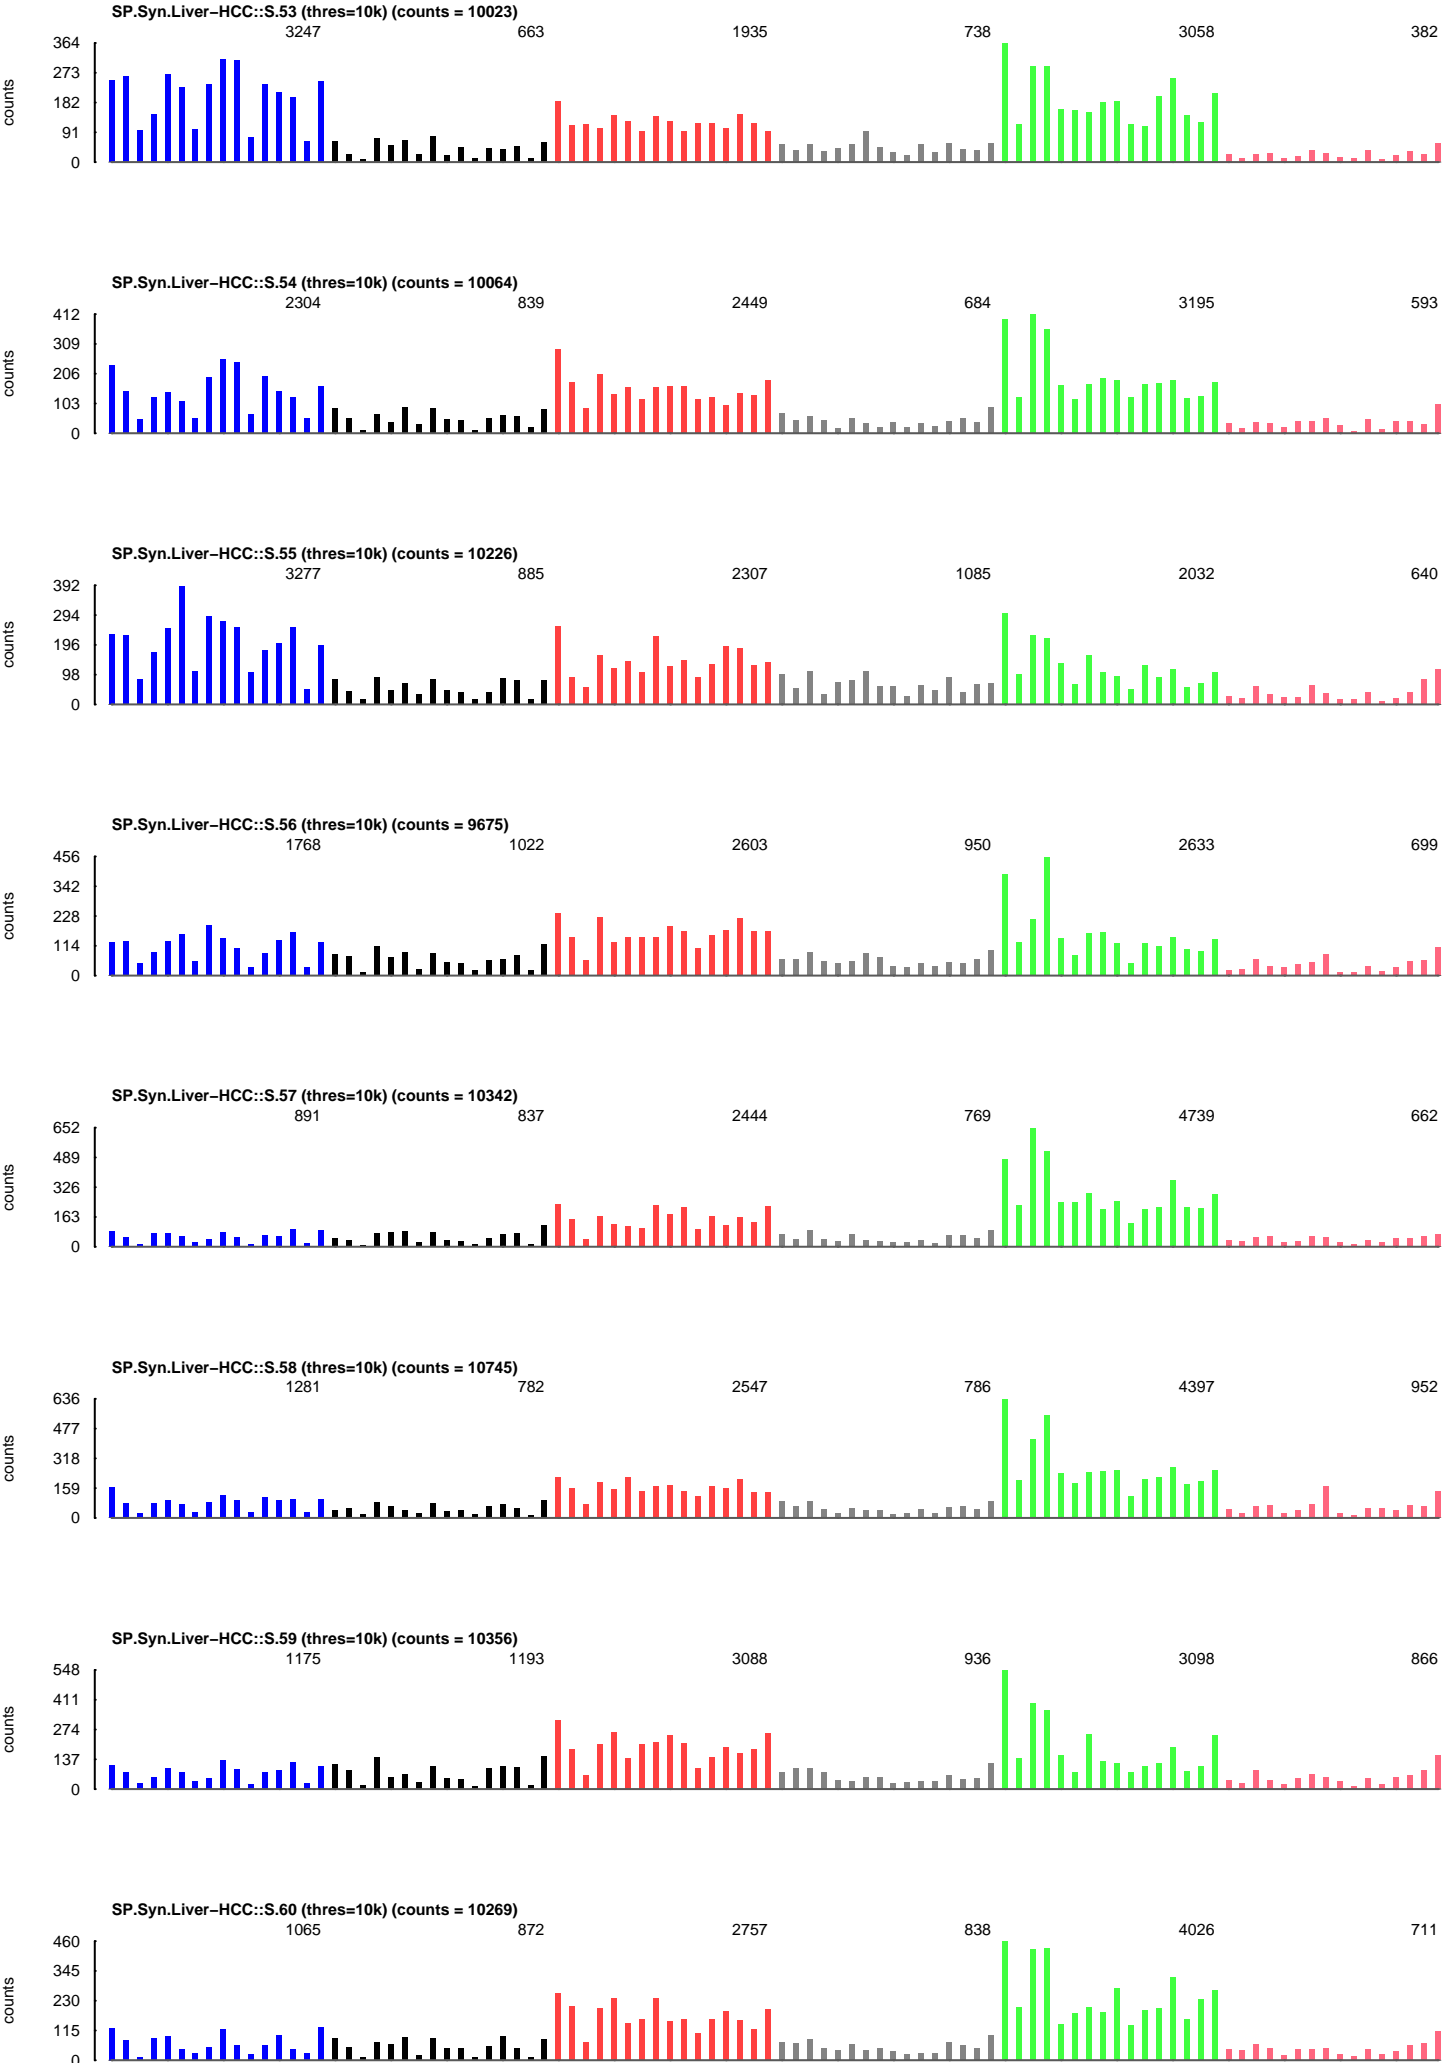 SP.Syn.Liver−HCC::S.53 (thres=10k) (counts = 10023)
3247 663 1935 738 3058 382
364
273
182
91
0
counts
SP.Syn.Liver−HCC::S.54 (thres=10k) (counts = 10064)
2304 839 2449 684 3195 593
412
309
206
103
0
counts
SP.Syn.Liver−HCC::S.55 (thres=10k) (counts = 10226)
3277 885 2307 1085 2032 640
392
294
196
98
0
counts
SP.Syn.Liver−HCC::S.56 (thres=10k) (counts = 9675)
1768 1022 2603 950 2633 699
456
342
228
114
0
counts
SP.Syn.Liver−HCC::S.57 (thres=10k) (counts = 10342)
891 837 2444 769 4739 662
652
489
326
163
0
counts
SP.Syn.Liver−HCC::S.58 (thres=10k) (counts = 10745)
1281 782 2547 786 4397 952
636
477
318
159
0
counts
SP.Syn.Liver−HCC::S.59 (thres=10k) (counts = 10356)
1175 1193 3088 936 3098 866
548
411
274
137
0
counts
SP.Syn.Liver−HCC::S.60 (thres=10k) (counts = 10269)
1065 872 2757 838 4026 711
460
345
230
115
0
counts